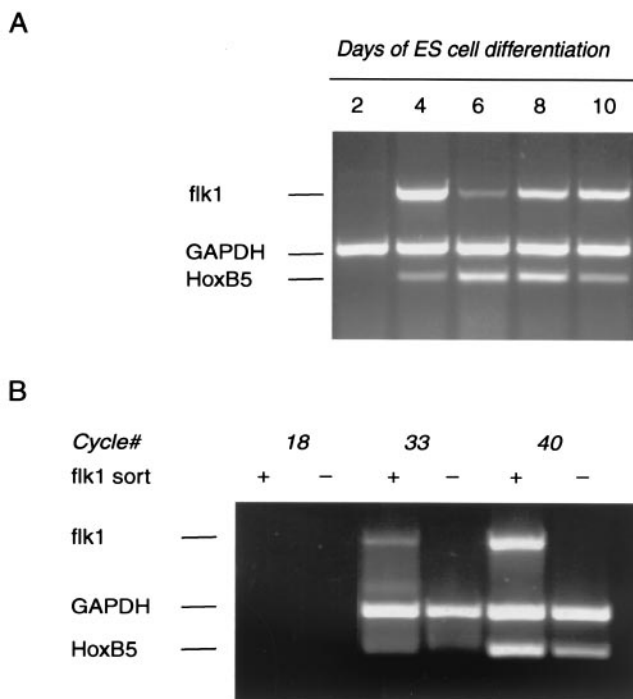 A
Days of ES cell differentiation
2 4 6 8 10
flk1
GAPDH
HoxB5
B
Cycle# 18 33 40
flk1 sort + − + − + −
flk1
GAPDH
HoxB5